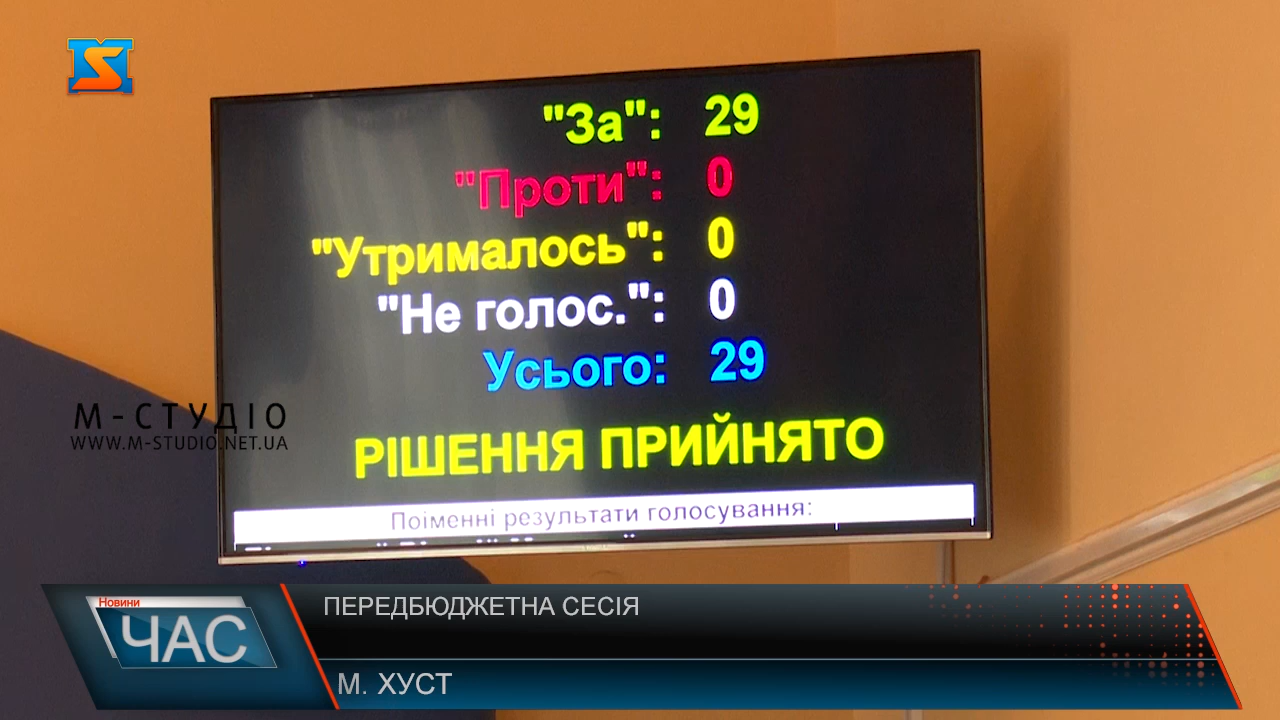 "За": 29
"Проти": 0
"Утрималось": 0
"Не голос.": 0
Усього: 29
РІШЕННЯ ПРИЙНЯТО
Поіменні результати голосування:
М-СТУДІО
WWW.M-STUDIO.NET.UA
Новини
ЧАС
ПЕРЕДБЮДЖЕТНА СЕСІЯ
М. ХУСТ